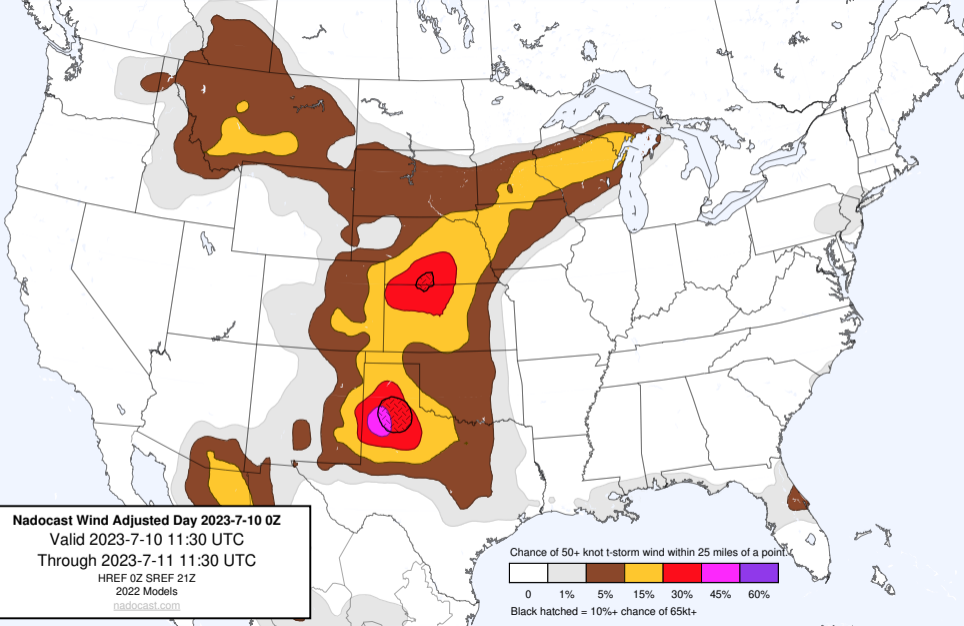 Nadocast Wind Adjusted Day 2023-7-10 0Z
Valid 2023-7-10 11:30 UTC
Through 2023-7-11 11:30 UTC
HREF 0Z SREF 21Z
2022 Models
nadocast.com
Chance of 50+ knot t-storm wind within 25 miles of a point.
0 1% 5% 15% 30% 45% 60%
Black hatched = 10%+ chance of 65kt+